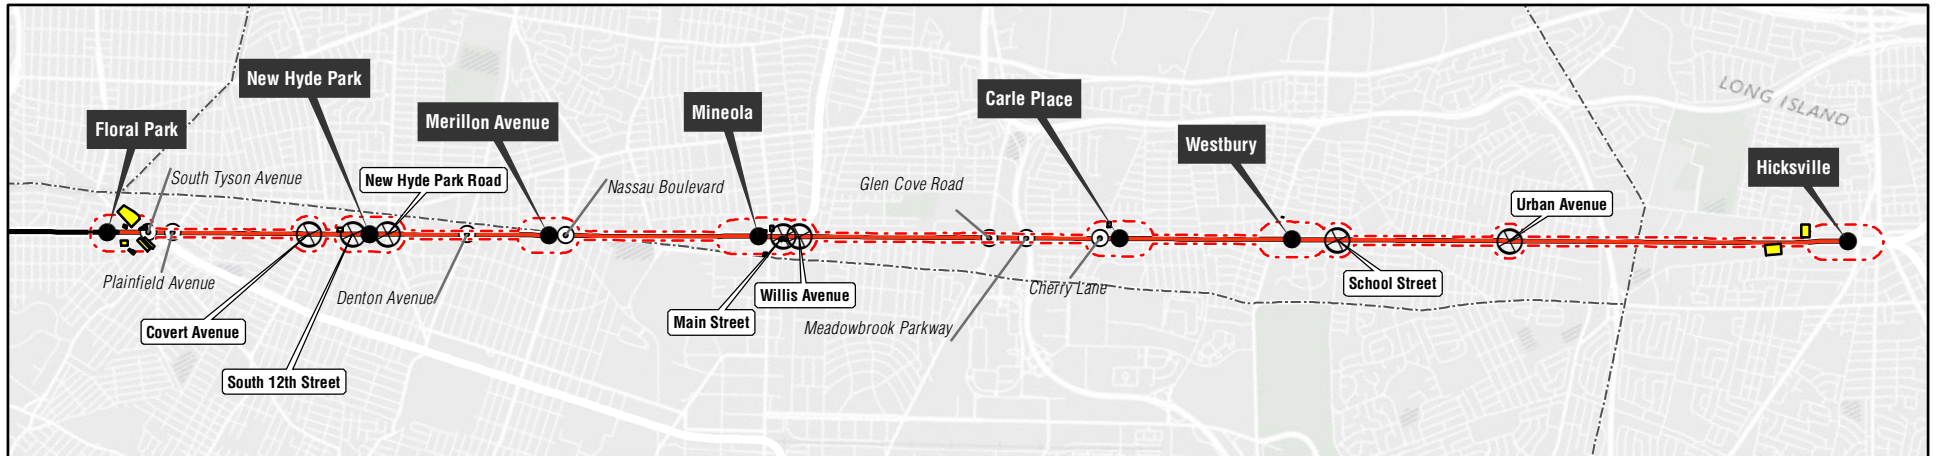 New Hyde Park
Floral Park
Merillon Avenue
Mineola
Carle Place
Westbury
Hicksville
LONG ISLAND
South Tyson Avenue
New Hyde Park Road
Nassau Boulevard
Glen Cove Road
Urban Avenue
Plainfield Avenue
Denton Avenue
Cherry Lane
School Street
Willis Avenue
Covert Avenue
Main Street
Meadowbrook Parkway
South 12th Street